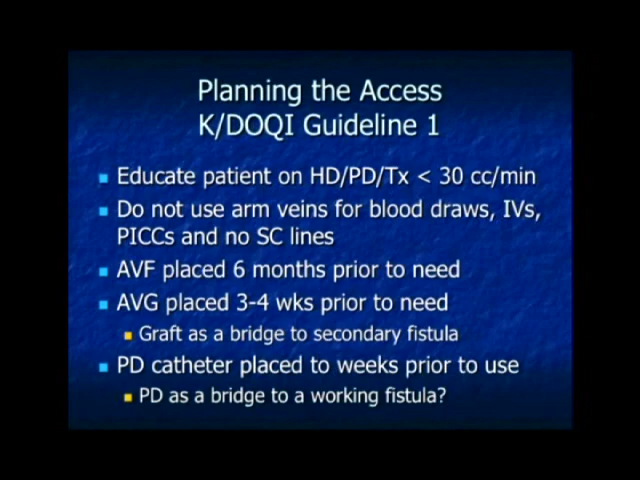 Planning the Access
K/DOQI Guideline 1
Educate patient on HD/PD/Tx < 30 cc/min
Do not use arm veins for blood draws, IVs,
PICCs and no SC lines
AVF placed 6 months prior to need
AVG placed 3-4 wks prior to need
Graft as a bridge to secondary fistula
PD catheter placed to weeks prior to use
PD as a bridge to a working fistula?